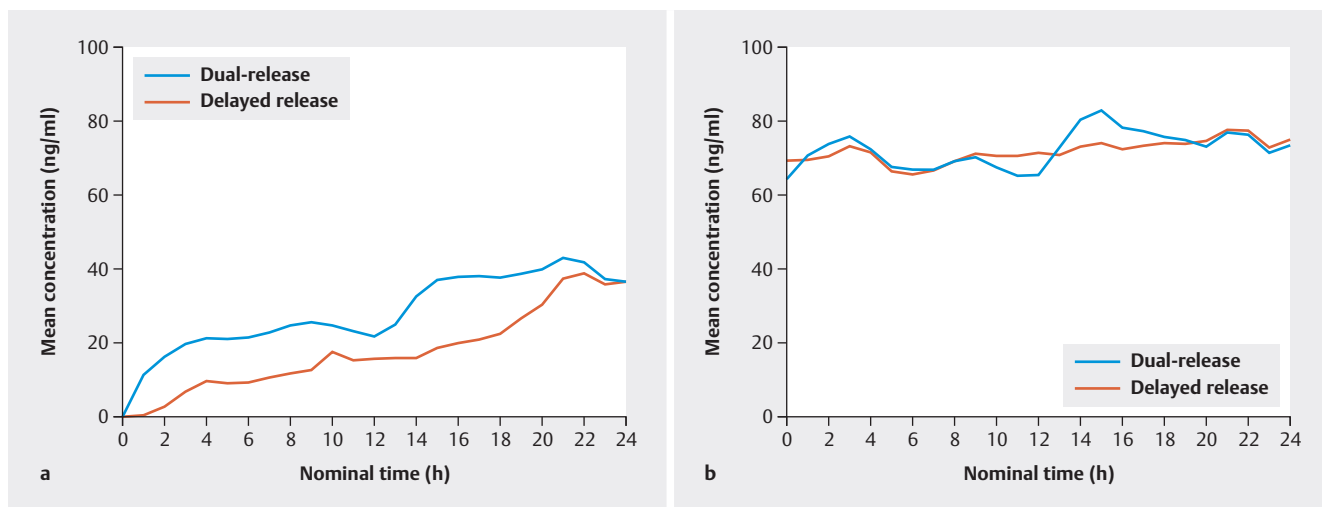 100
80
60
40
20
0
Mean concentration (ng/ml)
Dual-release
Delayed release
0 2 4 6 8 10 12 14 16 18 20 22 24
Nominal time (h)
a
100
80
60
40
20
0
Mean concentration (ng/ml)
Dual-release
Delayed release
0 2 4 6 8 10 12 14 16 18 20 22 24
Nominal time (h)
b